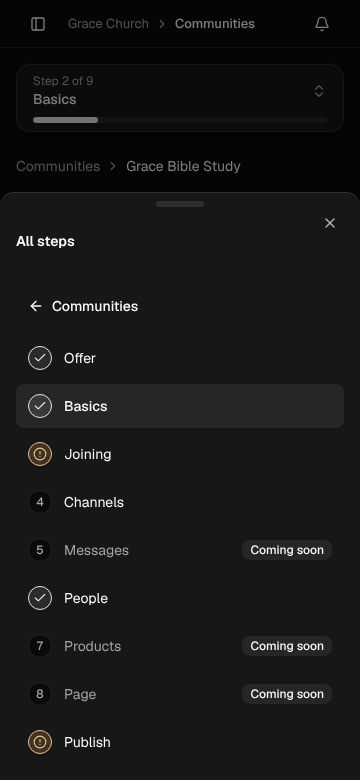 Grace Church > Communities
Step 2 of 9
Basics
Communities > Grace Bible Study
All steps
Communities
Offer
Basics
Joining
4 Channels
5 Messages Coming soon
People
7 Products Coming soon
8 Page Coming soon
Publish